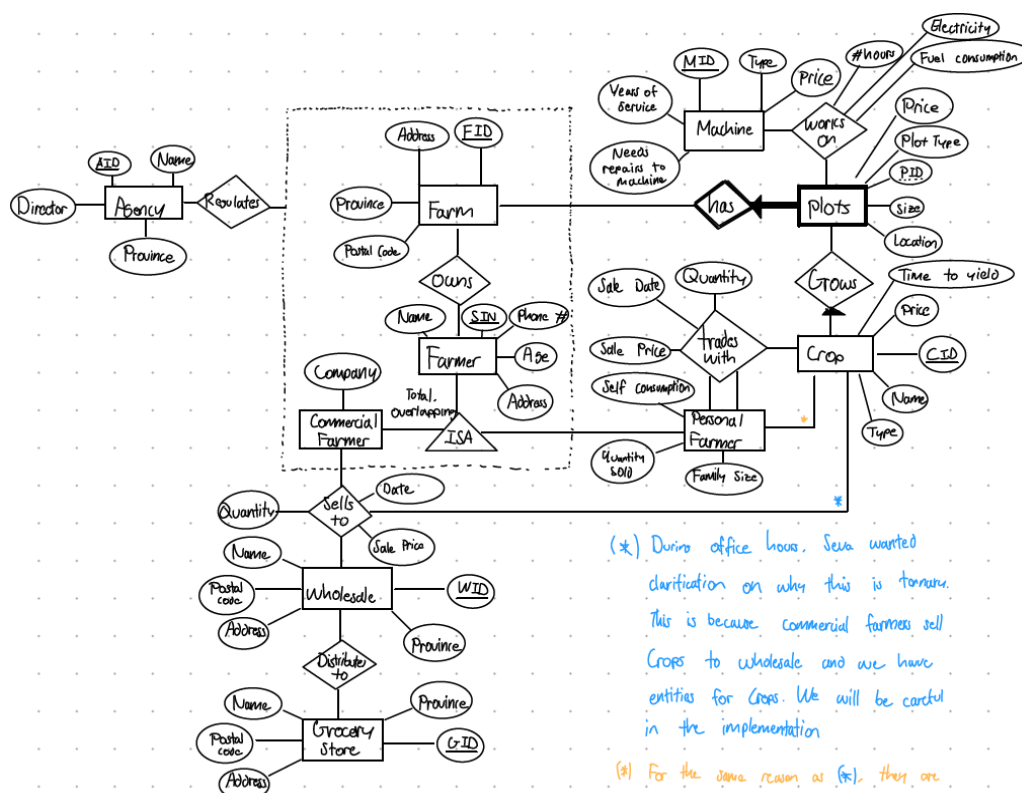 Electricity
#hours
Fuel consumption
MID
Type
Price
Years of
Service
Machine
works
on
Needs
repairs to
machine
Price
Plot Type
PID
Size
Location
Plots
has
Address
FID
Province
Farm
Postal Code
AID
Name
Director
Agency
Regulates
Province
Owns
Name
SIN
Phone #
Farmer
Age
Address
Company
Total,
overlapping
Commercial
Farmer
ISA
Sale Date
Quantity
Sale Price
trades
with
Self consumption
Personal
Farmer
Quantity
Sold
Family Size
Grows
Time to yield
Price
Crop
CID
Name
Type
*
*
Quantity
Sells
to
Date
Sale Price
Name
Postal
code
Wholesale
WID
Address
Province
Distributes
to
Name
Province
Postal
code
Grocery
Store
GID
Address
(*) During office hours, Seva wanted
clarification on why this is ternary.
This is because commercial farmers sell
Crops to wholesale and we have
entities for Crops. We will be careful
in the implementation
(*) For the same reason as (*), they are